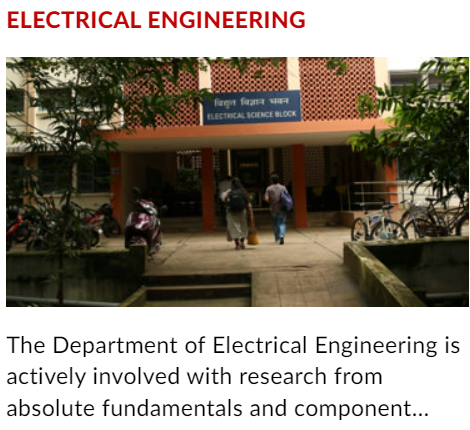 ELECTRICAL ENGINEERING
विद्युत विज्ञान भवन
ELECTRICAL SCIENCE BLOCK
The Department of Electrical Engineering is
actively involved with research from
absolute fundamentals and component...